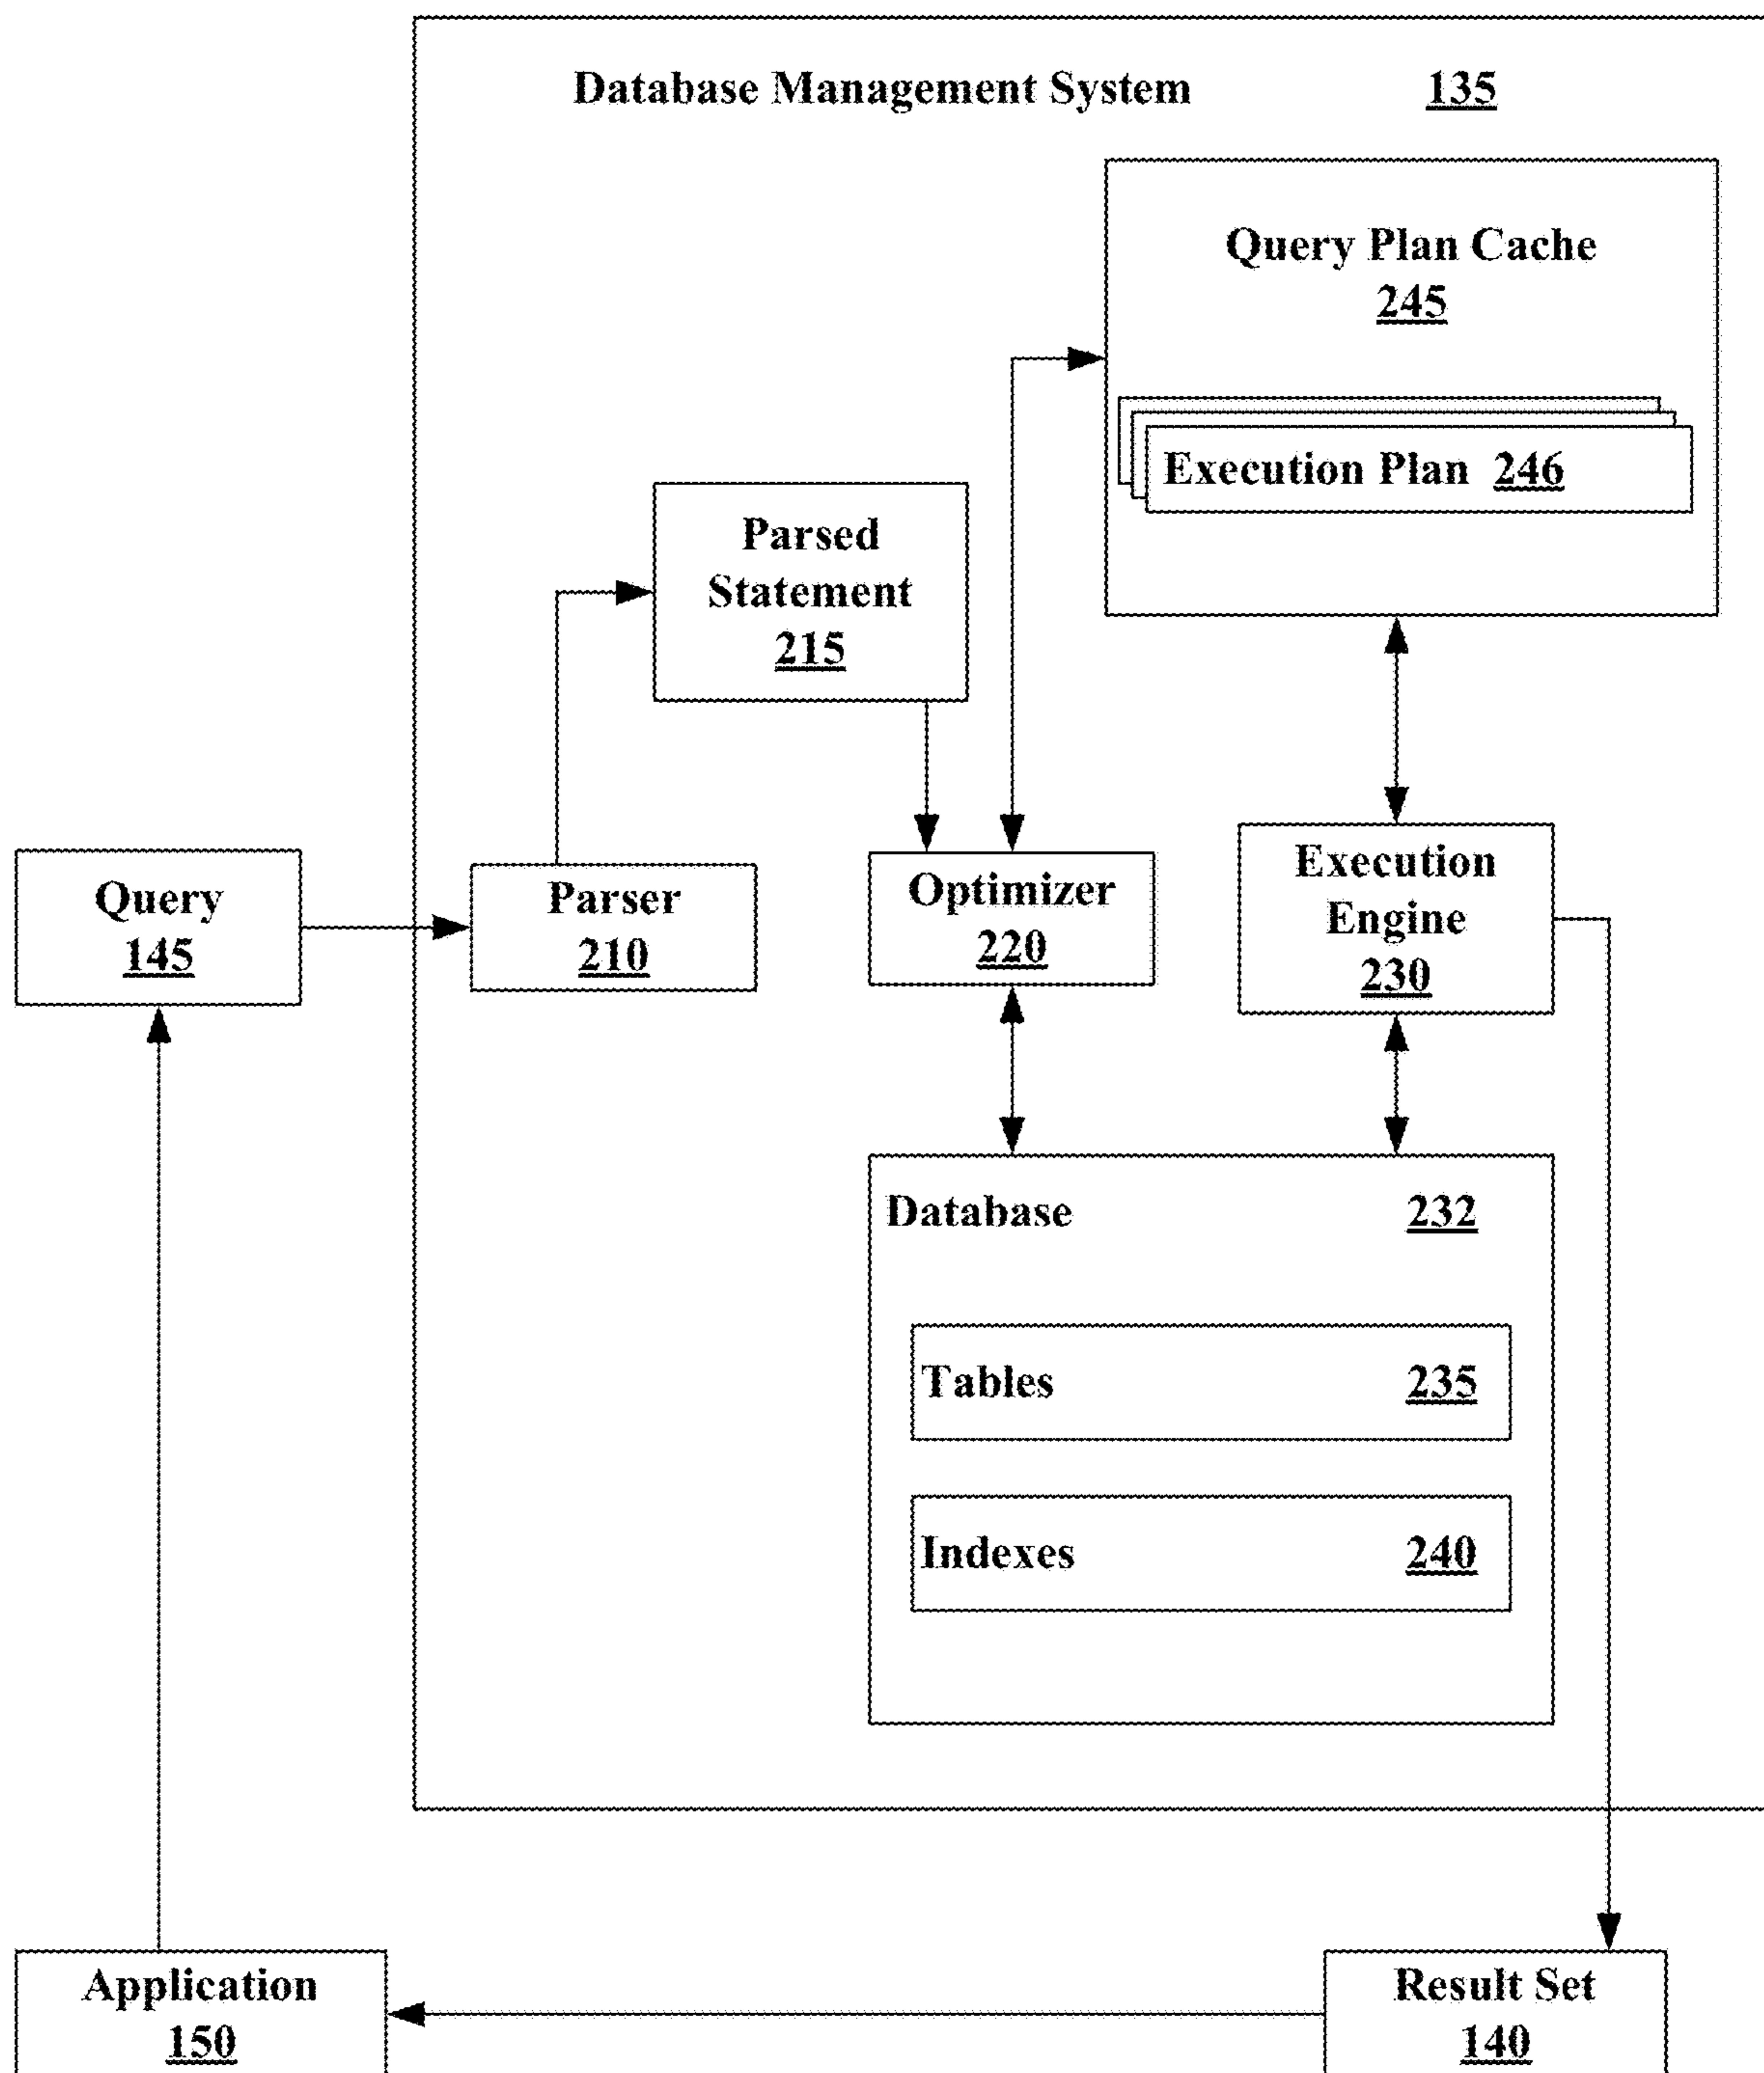 Database Management System 135
Query Plan Cache
245
Execution Plan 246
Parsed
Statement
215
Query
145
Parser
210
Optimizer
220
Execution
Engine
230
Database 232
Tables 235
Indexes 240
Application
150
Result Set
140